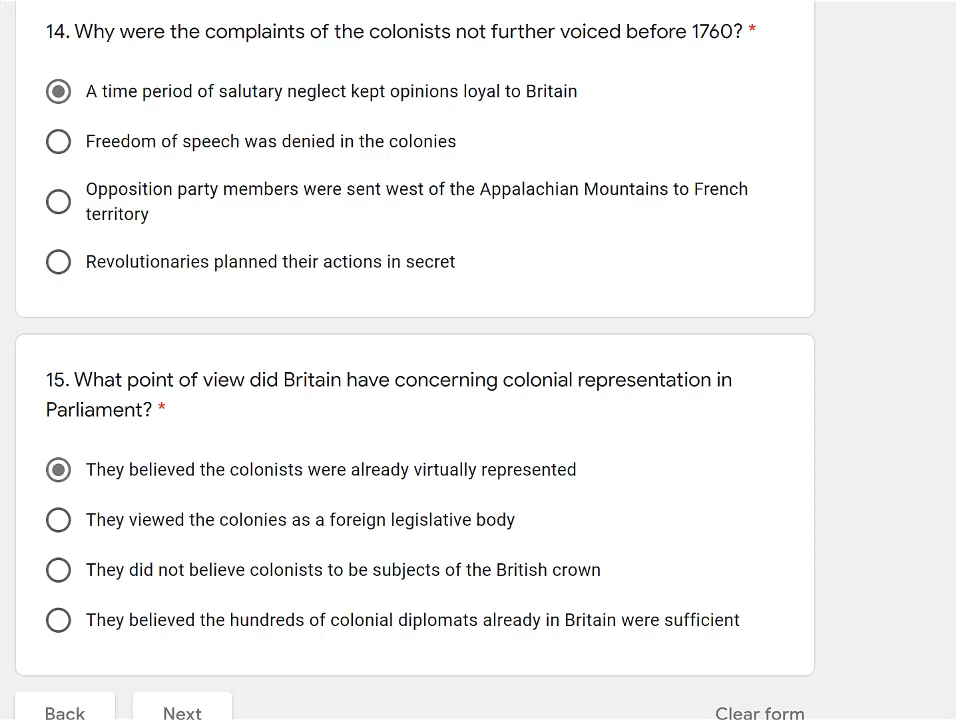 14. Why were the complaints of the colonists not further voiced before 1760? *
A time period of salutary neglect kept opinions loyal to Britain
Freedom of speech was denied in the colonies
Opposition party members were sent west of the Appalachian Mountains to French
territory
Revolutionaries planned their actions in secret
15. What point of view did Britain have concerning colonial representation in
Parliament? *
They believed the colonists were already virtually represented
They viewed the colonies as a foreign legislative body
They did not believe colonists to be subjects of the British crown
They believed the hundreds of colonial diplomats already in Britain were sufficient
Back Next Clear form